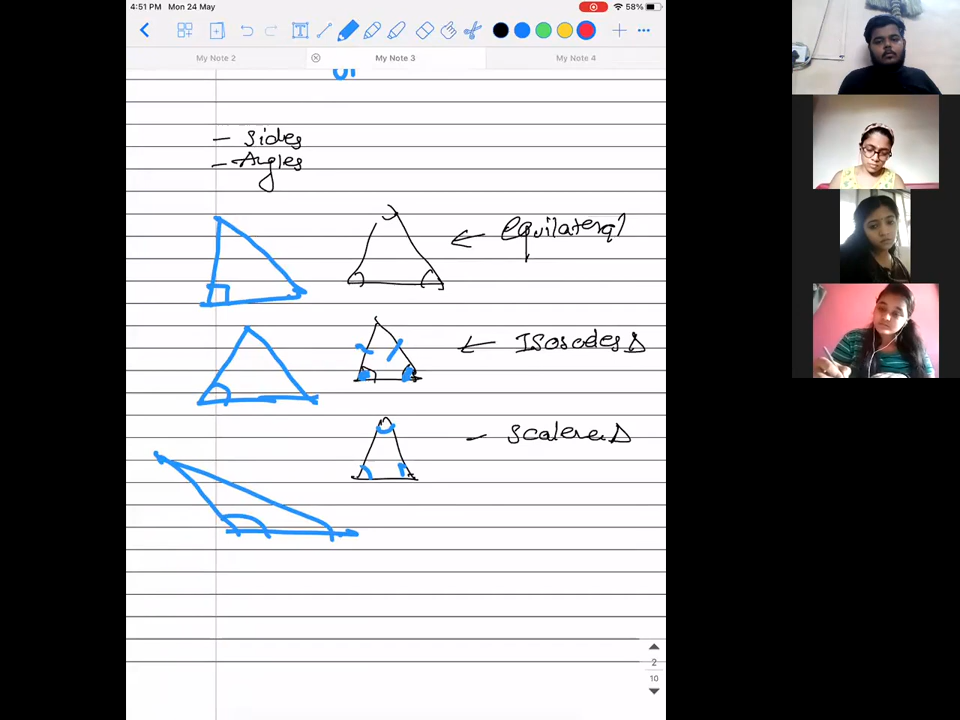 4:51 PM Mon 24 May 58%
My Note 2 My Note 3 My Note 4
- Sides
- Angles
equilateral
Isoscles Δ
- Scalene Δ
2
10